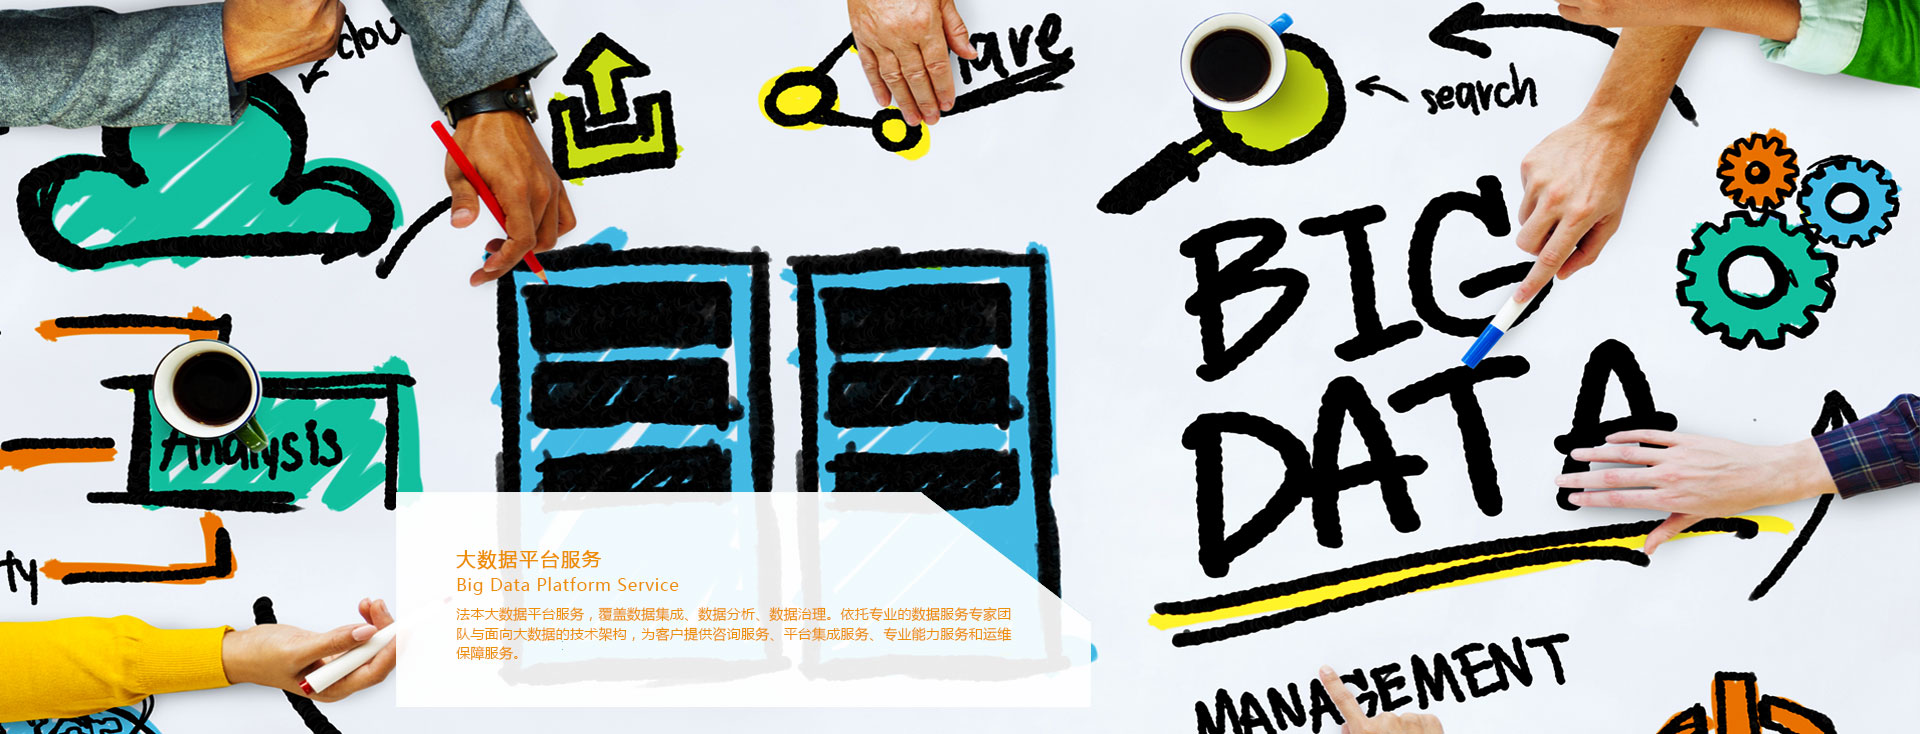 clou
are
search
BIG
DATA
Analysis
ty
大数据平台服务
Big Data Platform Service
法本大数据平台服务，覆盖数据集成、数据分析、数据治理。依托专业的数据服务专家团
队与面向大数据的技术架构，为客户提供咨询服务、平台集成服务、专业能力服务和运维
保障服务。
MANAGEMENT